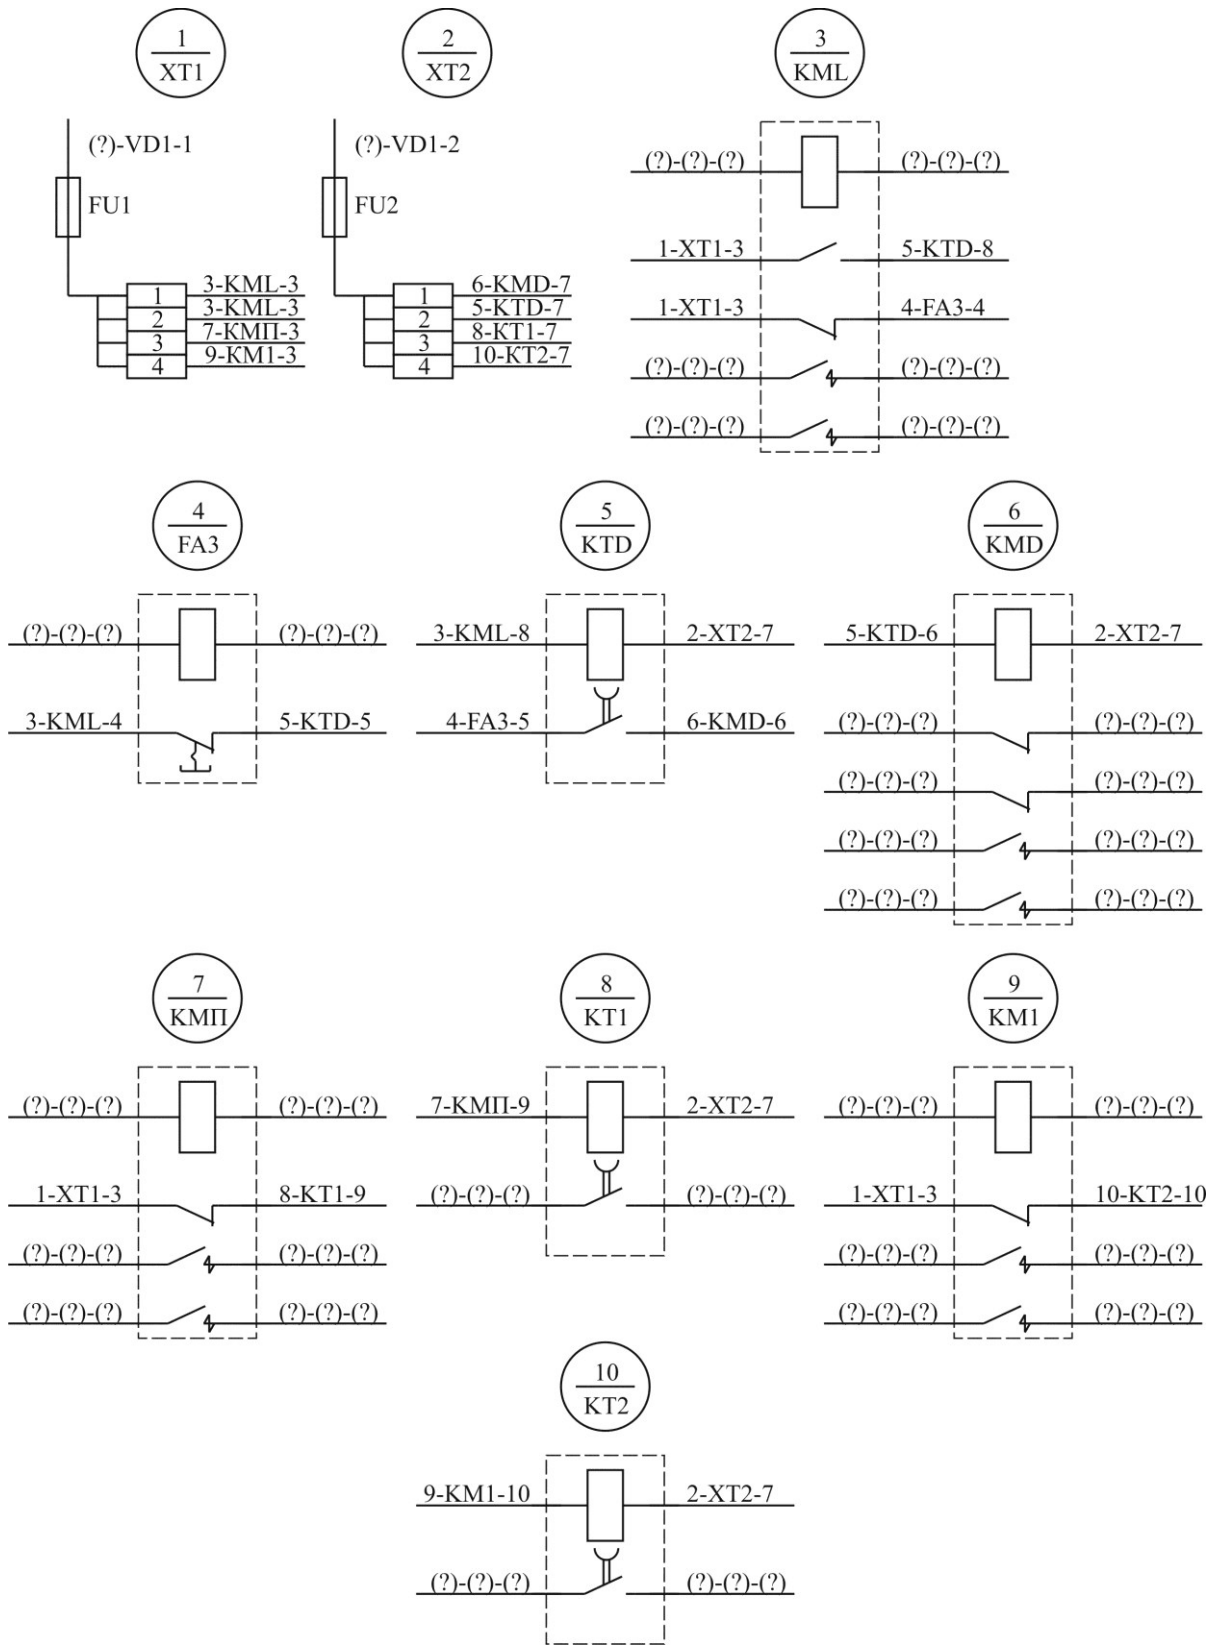 1
XT1
2
XT2
3
KML
(?)-VD1-1
(?)-VD1-2
(?)-(?)-(?)
(?)-(?)-(?)
FU1
FU2
1-XT1-3
5-KTD-8
1
3-KML-3
2
3-KML-3
3
7-КМП-3
4
9-KM1-3
1
6-KMD-7
2
5-KTD-7
3
8-KT1-7
4
10-KT2-7
1-XT1-3
4-FA3-4
(?)-(?)-(?)
(?)-(?)-(?)
(?)-(?)-(?)
(?)-(?)-(?)
4
FA3
5
KTD
6
KMD
(?)-(?)-(?)
(?)-(?)-(?)
3-KML-4
5-KTD-5
3-KML-8
2-XT2-7
4-FA3-5
6-KMD-6
5-KTD-6
2-XT2-7
(?)-(?)-(?)
(?)-(?)-(?)
(?)-(?)-(?)
(?)-(?)-(?)
(?)-(?)-(?)
(?)-(?)-(?)
(?)-(?)-(?)
(?)-(?)-(?)
7
КМП
8
KT1
9
KM1
(?)-(?)-(?)
(?)-(?)-(?)
1-XT1-3
8-KT1-9
(?)-(?)-(?)
(?)-(?)-(?)
(?)-(?)-(?)
(?)-(?)-(?)
7-КМП-9
2-XT2-7
(?)-(?)-(?)
(?)-(?)-(?)
(?)-(?)-(?)
(?)-(?)-(?)
1-XT1-3
10-KT2-10
(?)-(?)-(?)
(?)-(?)-(?)
(?)-(?)-(?)
(?)-(?)-(?)
10
KT2
9-KM1-10
2-XT2-7
(?)-(?)-(?)
(?)-(?)-(?)